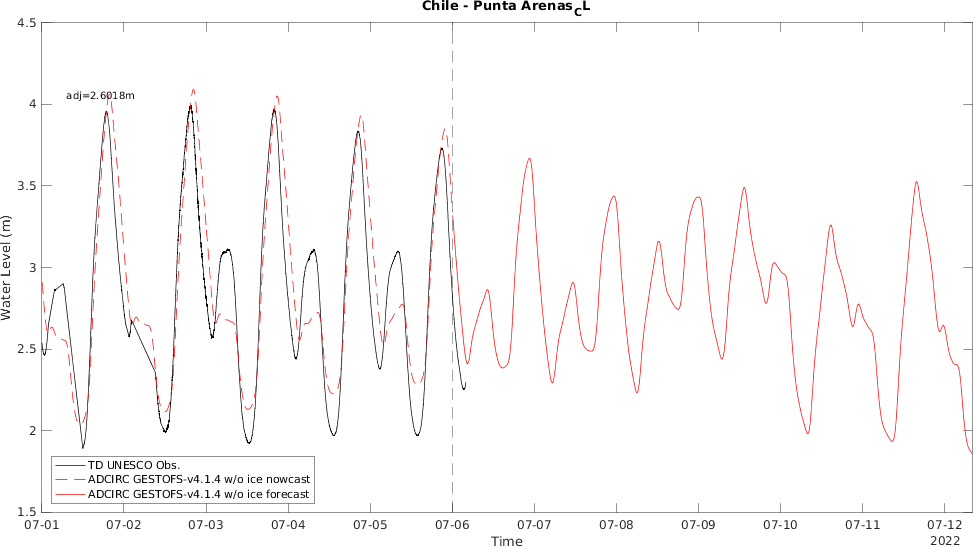 Chile - Punta Arenas_CL
4.5
4
3.5
3
2.5
2
1.5
Water Level (m)
adj=2.6018m
TD UNESCO Obs.
ADCIRC GESTOFS-v4.1.4 w/o ice nowcast
ADCIRC GESTOFS-v4.1.4 w/o ice forecast
07-01 07-02 07-03 07-04 07-05 07-06 07-07 07-08 07-09 07-10 07-11 07-12
Time 2022